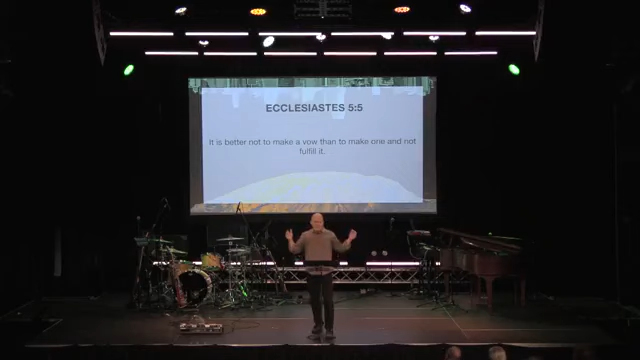 ECCLESIASTES 5:5
It is better not to make a vow than to make one and not
fulfill it.